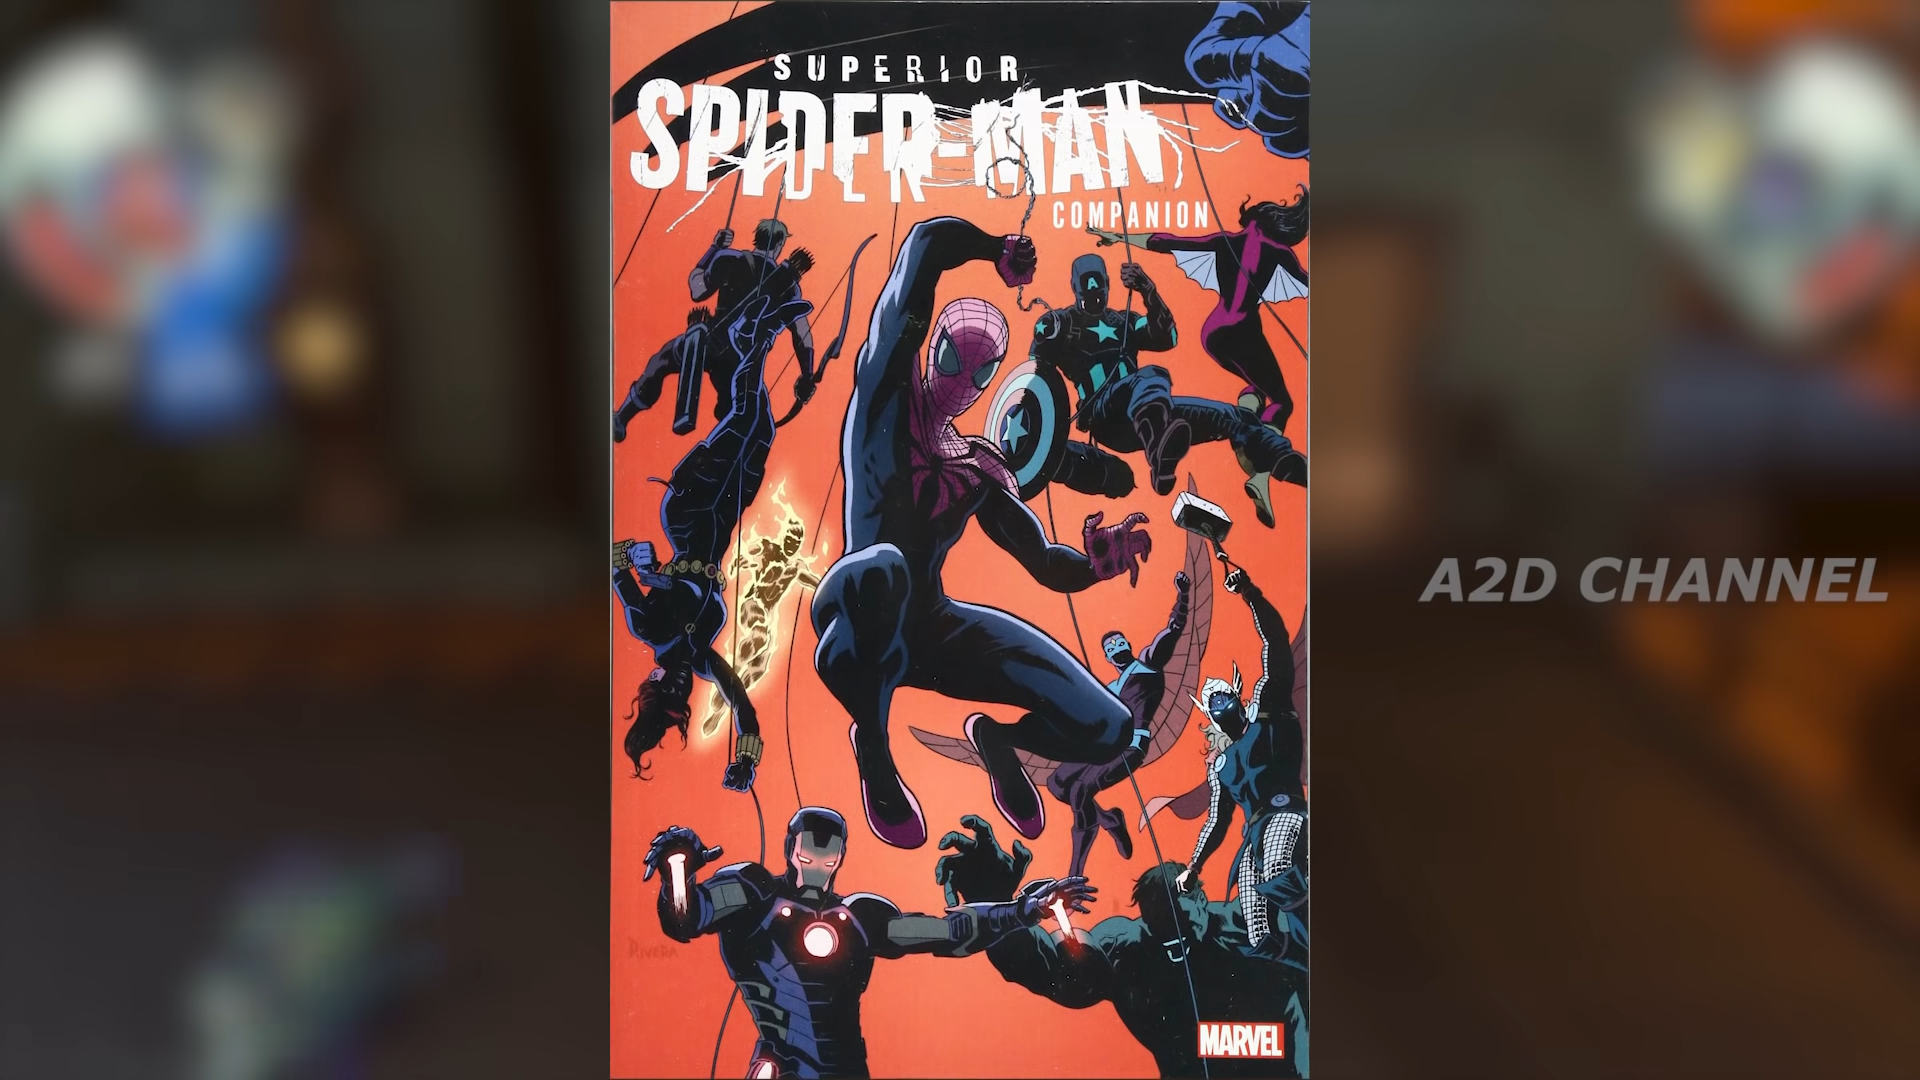 SUPERIOR
SPIDER-MAN
COMPANION
A
A2D CHANNEL
RIVERA
MARVEL